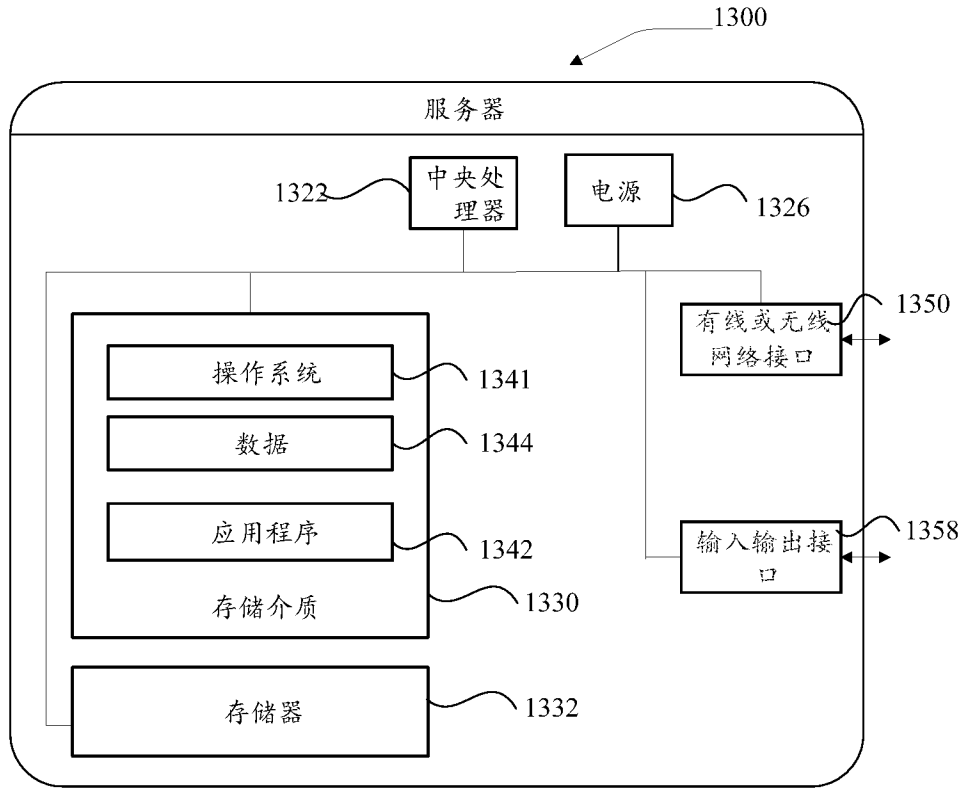 1300
服务器
1322
中央处
理器
电源
1326
有线或无线
网络接口
1350
操作系统
1341
数据
1344
应用程序
1342
输入输出接
口
1358
存储介质
1330
存储器
1332